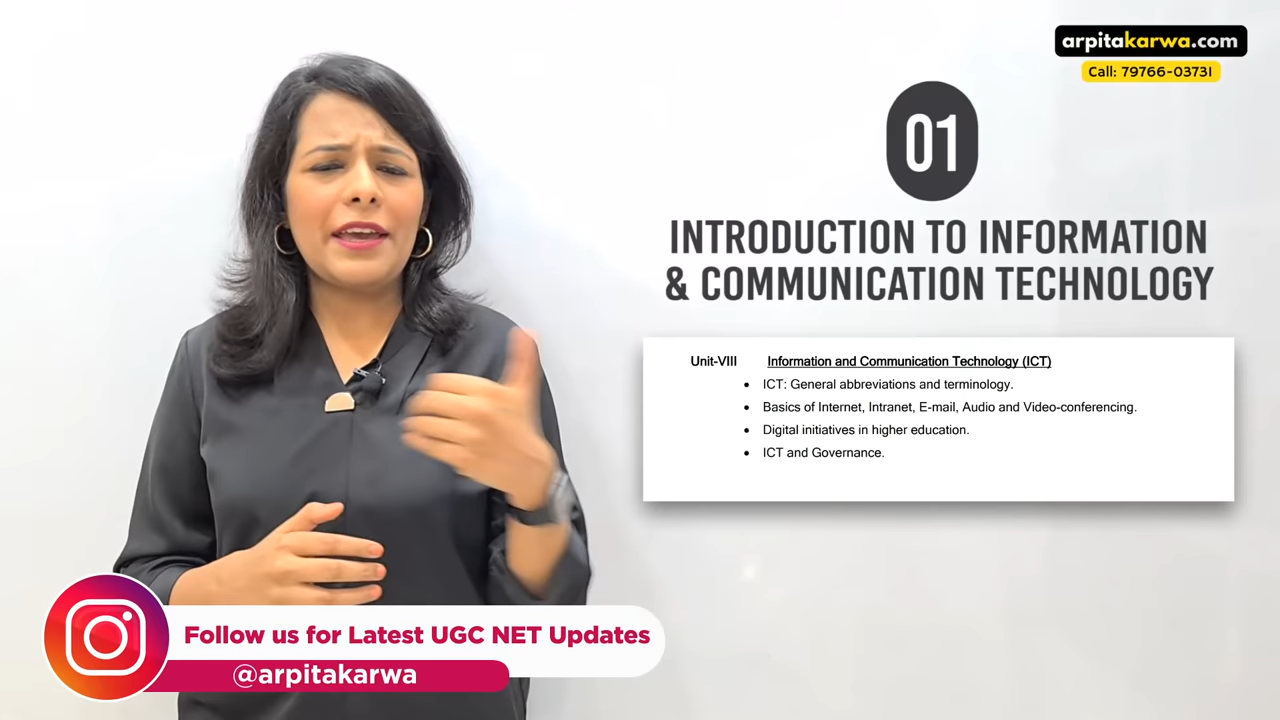 arpitakarwa.com
Call: 79766-03731
01
INTRODUCTION TO INFORMATION
& COMMUNICATION TECHNOLOGY
Unit-VIII Information and Communication Technology (ICT)
• ICT: General abbreviations and terminology.
• Basics of Internet, Intranet, E-mail, Audio and Video-conferencing.
• Digital initiatives in higher education.
• ICT and Governance.
Follow us for Latest UGC NET Updates
@arpitakarwa